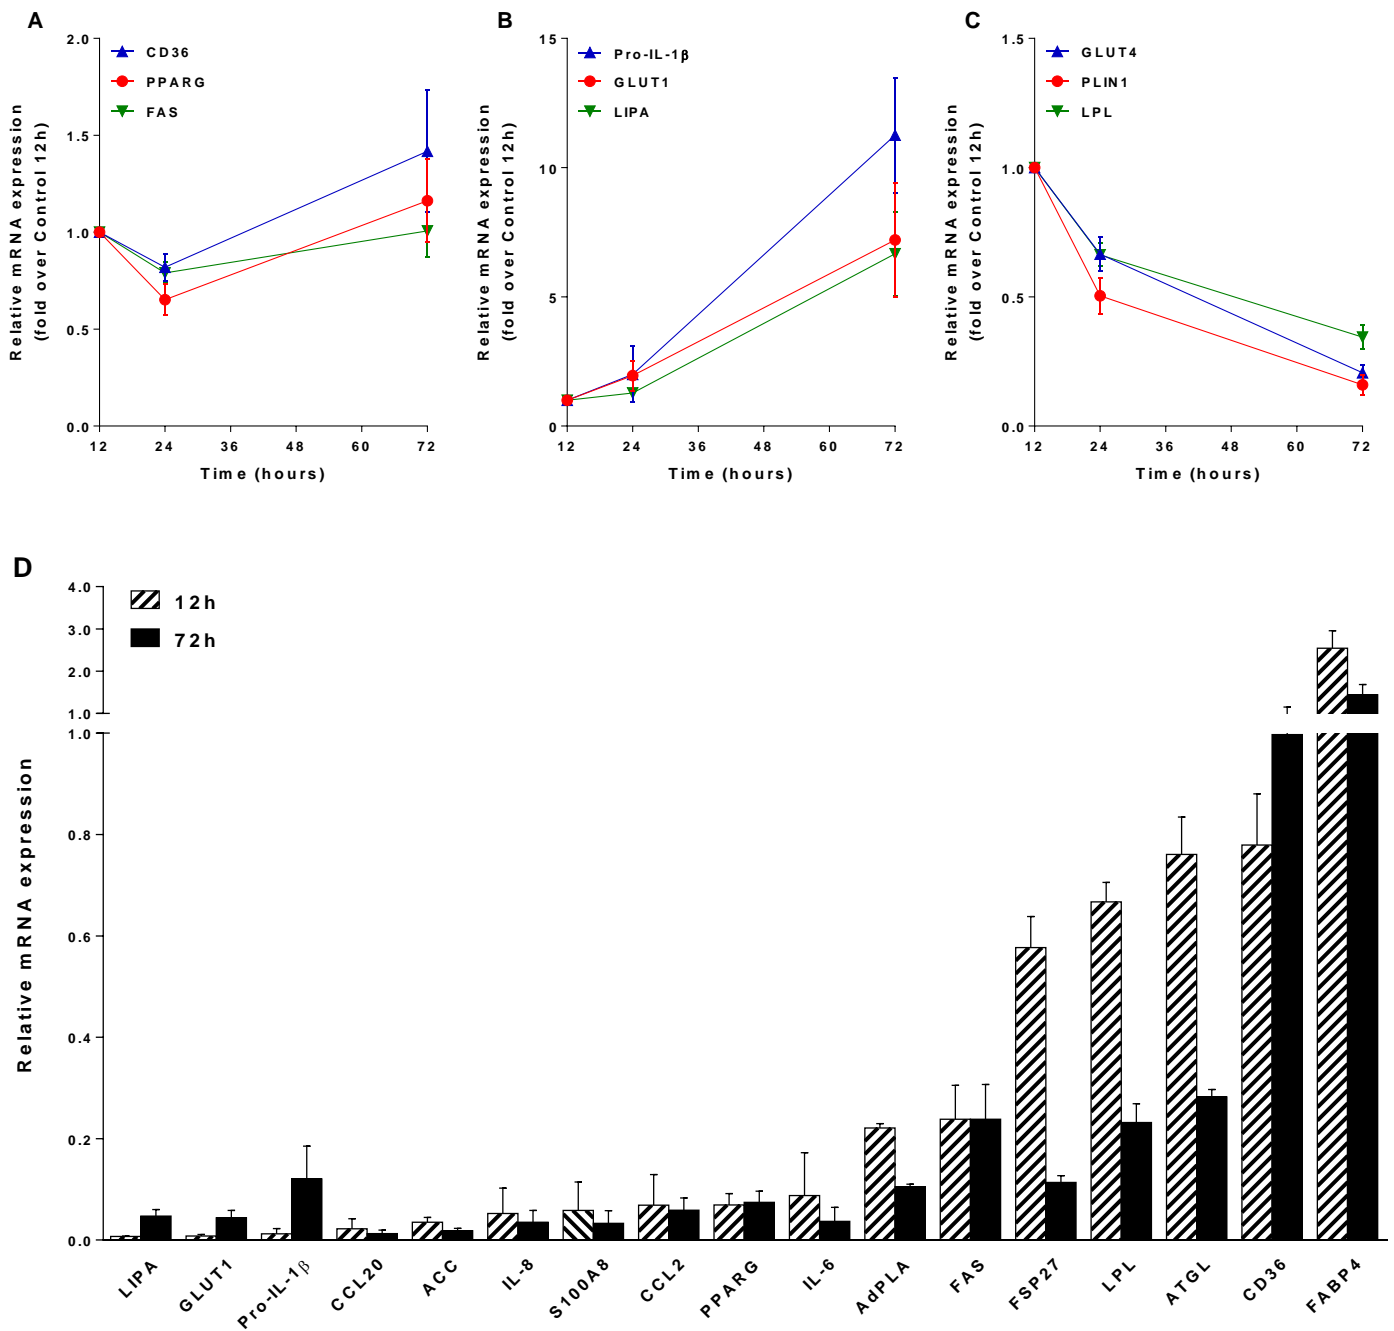 A
Relative mRNA expression
(fold over Control 12h)
2.0
1.5
1.0
0.5
0.0
CD36
PPARG
FAS
12 24 36 48 60 72
Time (hours)
B
Relative mRNA expression
(fold over Control 12h)
15
10
5
0
Pro-IL-1β
GLUT1
LIPA
12 24 36 48 60 72
Time (hours)
C
Relative mRNA expression
(fold over Control 12h)
1.5
1.0
0.5
0.0
GLUT4
PLIN1
LPL
12 24 36 48 60 72
Time (hours)
D
Relative mRNA expression
4.0
3.0
2.0
1.0
1.0
0.8
0.6
0.4
0.2
0.0
12h
72h
LIPA
GLUT1
Pro-IL-1β
CCL20
ACC
IL-8
S100A8
CCL2
PPARG
IL-6
AdPLA
FAS
FSP27
LPL
ATGL
CD36
FABP4